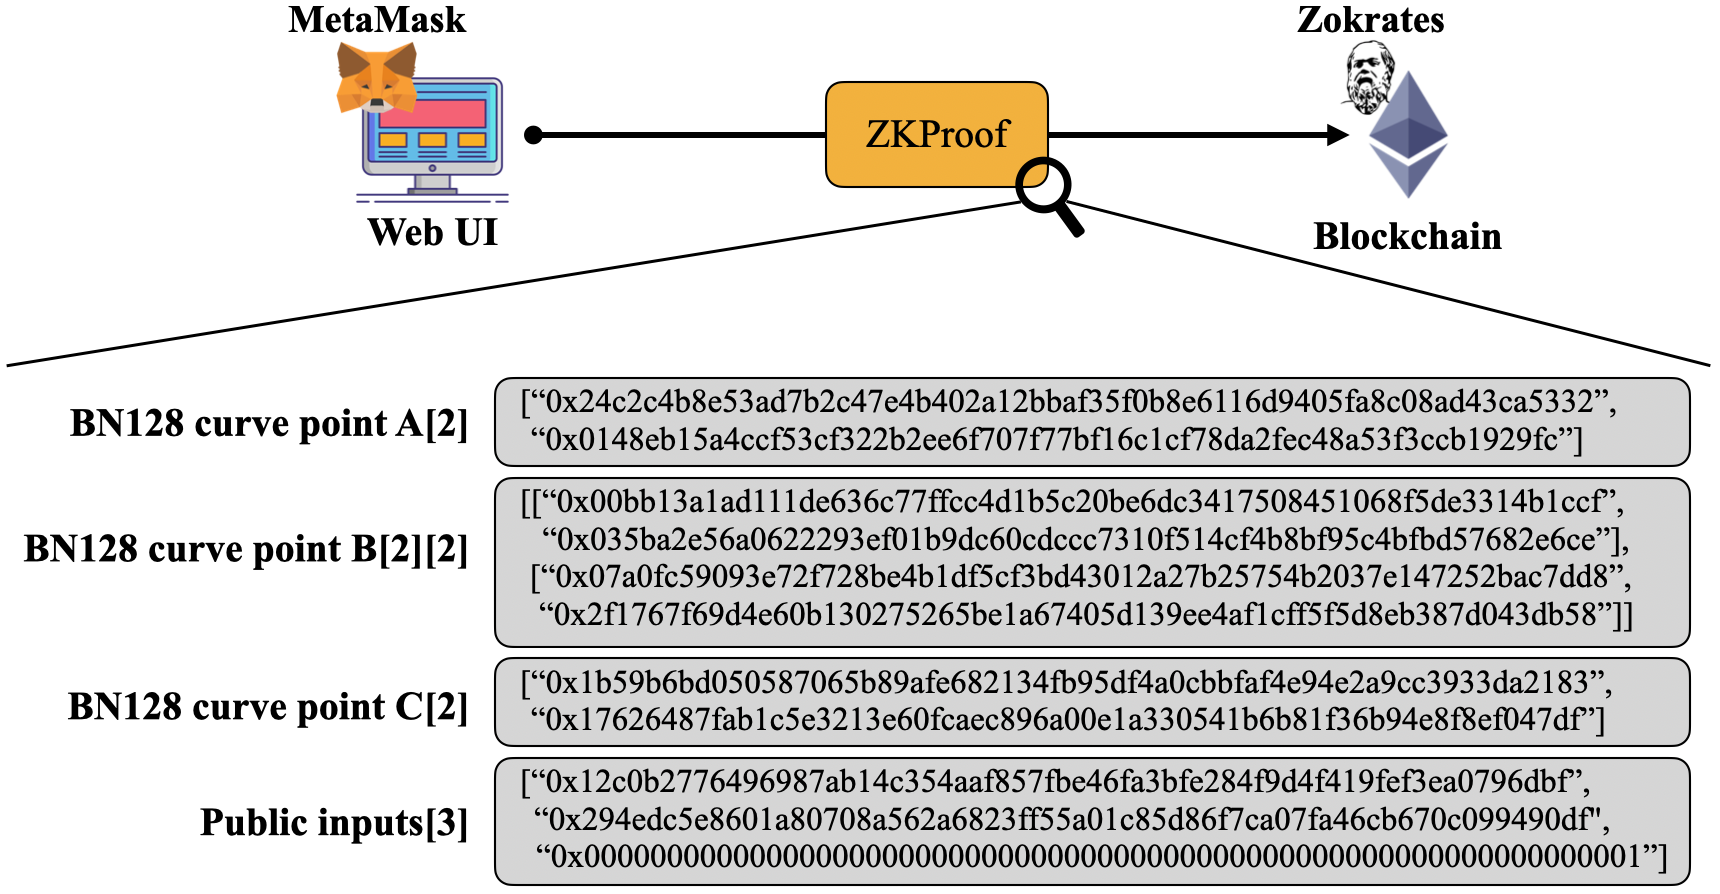 MetaMask
Zokrates
ZKProof
Web UI
Blockchain
BN128 curve point A[2]
[“0x24c2c4b8e53ad7b2c47e4b402a12bbaf35f0b8e6116d9405fa8c08ad43ca5332”,
“0x0148eb15a4ccf53cf322b2ee6f707f77bf16c1cf78da2fec48a53f3ccb1929fc”]
BN128 curve point B[2][2]
[[“0x00bb13a1ad111de636c77ffcc4d1b5c20be6dc3417508451068f5de3314b1ccf”,
“0x035ba2e56a0622293ef01b9dc60cdccc7310f514cf4b8bf95c4bfbd57682e6ce”],
[“0x07a0fc59093e72f728be4b1df5cf3bd43012a27b25754b2037e147252bac7dd8”,
“0x2f1767f69d4e60b130275265be1a67405d139ee4af1cff5f5d8eb387d043db58”]]
BN128 curve point C[2]
[“0x1b59b6bd050587065b89afe682134fb95df4a0cbbfaf4e94e2a9cc3933da2183”,
“0x17626487fab1c5e3213e60fcaec896a00e1a330541b6b81f36b94e8f8ef047df”]
Public inputs[3]
[“0x12c0b2776496987ab14c354aaf857fbe46fa3bfe284f9d4f419fef3ea0796dbf”,
“0x294edc5e8601a80708a562a6823ff55a01c85d86f7ca07fa46cb670c099490df",
“0x0000000000000000000000000000000000000000000000000000000000000001”]